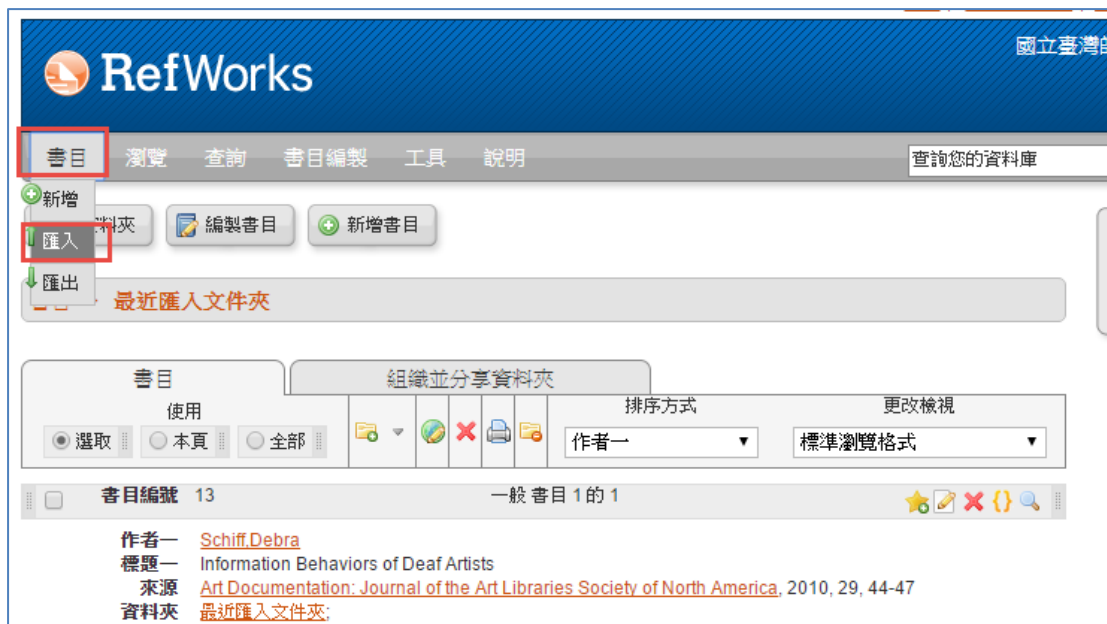 國立臺灣
RefWorks
書目 瀏覽 查詢 書目編製 工具 說明
查詢您的資料庫
新增
料夾 編製書目 新增書目
匯入
匯出
最近匯入文件夾
書目 組織並分享資料夾
使用 排序方式 更改檢視
選取 本頁 全部 作者一 標準瀏覽格式
書目編號 13 一般 書目 1 的 1
作者一 Schiff,Debra
標題一 Information Behaviors of Deaf Artists
來源 Art Documentation: Journal of the Art Libraries Society of North America, 2010, 29, 44-47
資料夾 最近匯入文件夾;